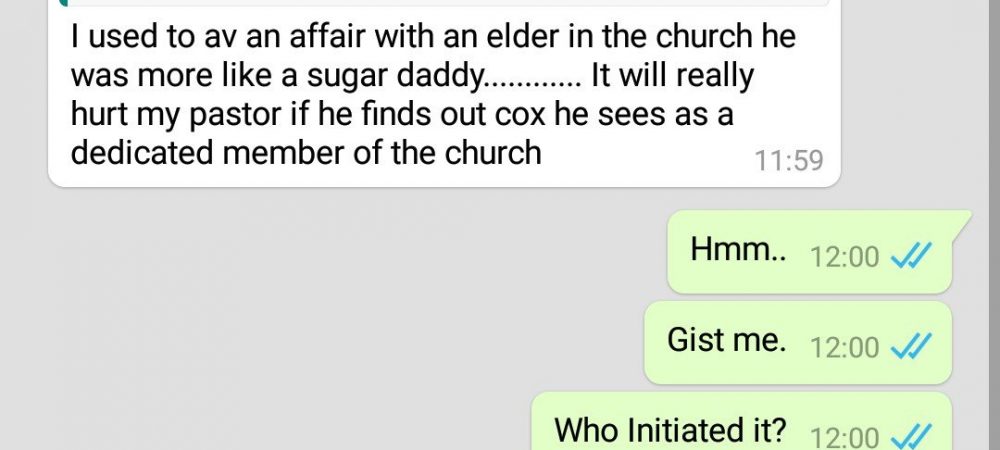 I used to av an affair with an elder in the church he
was more like a sugar daddy............ It will really
hurt my pastor if he finds out cox he sees as a
dedicated member of the church
11:59
Hmm.. 12:00
Gist me. 12:00
Who Initiated it? 12:00